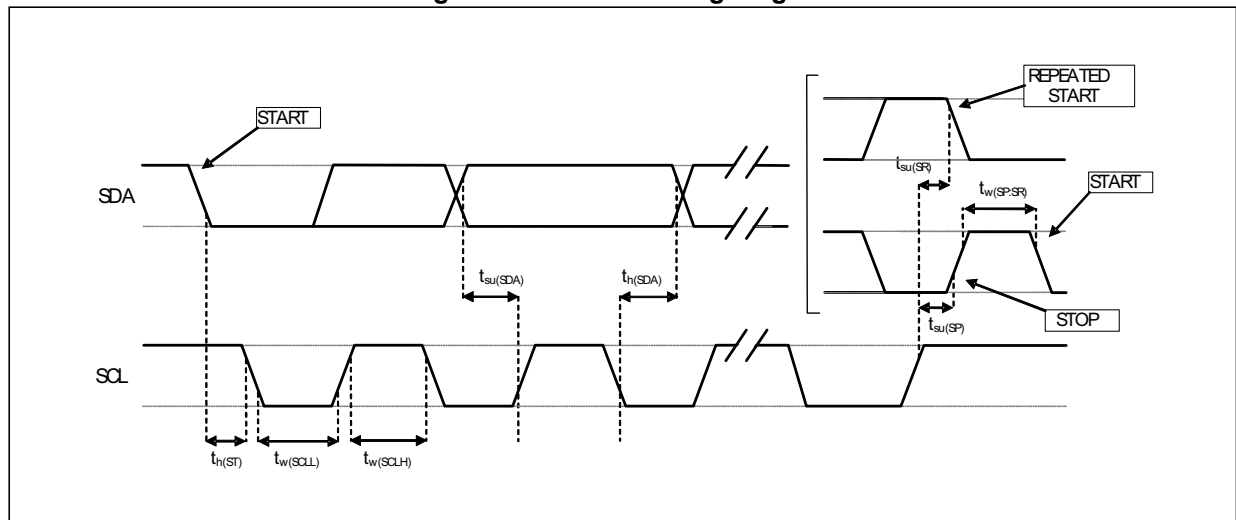 REPEATED
START
START
t_su(SR)
START
t_w(SP:SR)
SDA
t_su(SDA)
t_h(SDA)
t_su(SP)
STOP
SCL
t_h(ST)
t_w(SCLL)
t_w(SCLH)